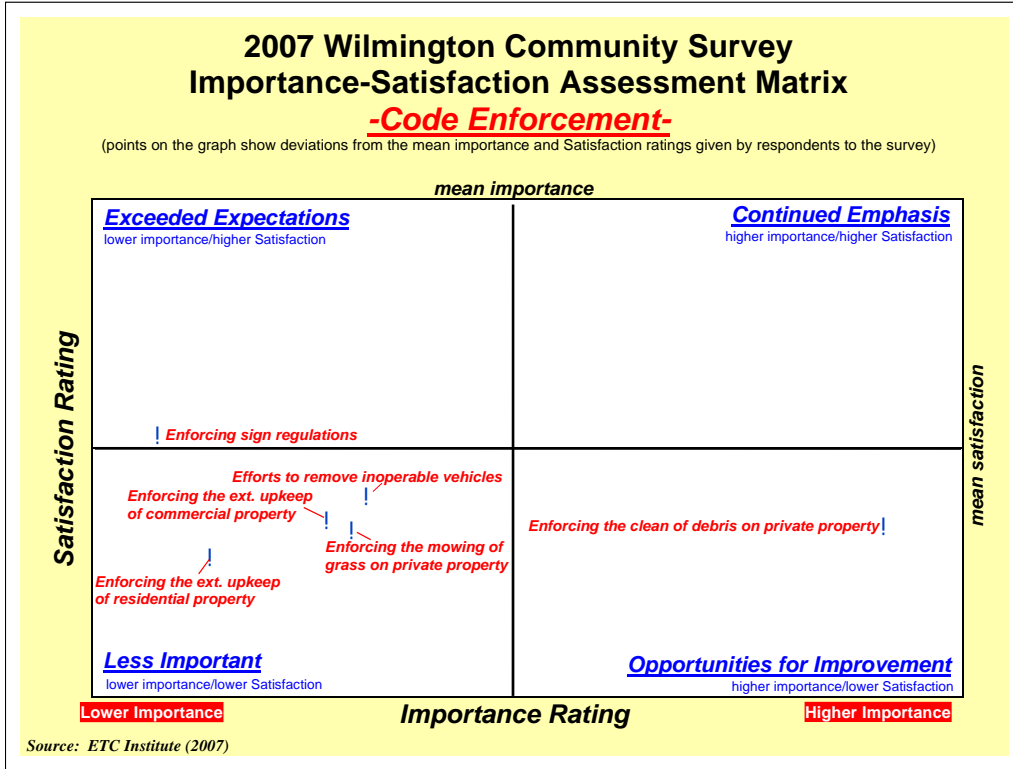 2007 Wilmington Community Survey
Importance-Satisfaction Assessment Matrix
-Code Enforcement-
(points on the graph show deviations from the mean importance and Satisfaction ratings given by respondents to the survey)
mean importance
Exceeded Expectations
lower importance/higher Satisfaction
Continued Emphasis
higher importance/higher Satisfaction
Satisfaction Rating
mean satisfaction
! Enforcing sign regulations
Efforts to remove inoperable vehicles
!
Enforcing the ext. upkeep
of commercial property
!
!
Enforcing the mowing of
grass on private property
Enforcing the clean of debris on private property !
!
Enforcing the ext. upkeep
of residential property
Less Important
lower importance/lower Satisfaction
Opportunities for Improvement
higher importance/lower Satisfaction
Lower Importance
Importance Rating
Higher Importance
Source: ETC Institute (2007)